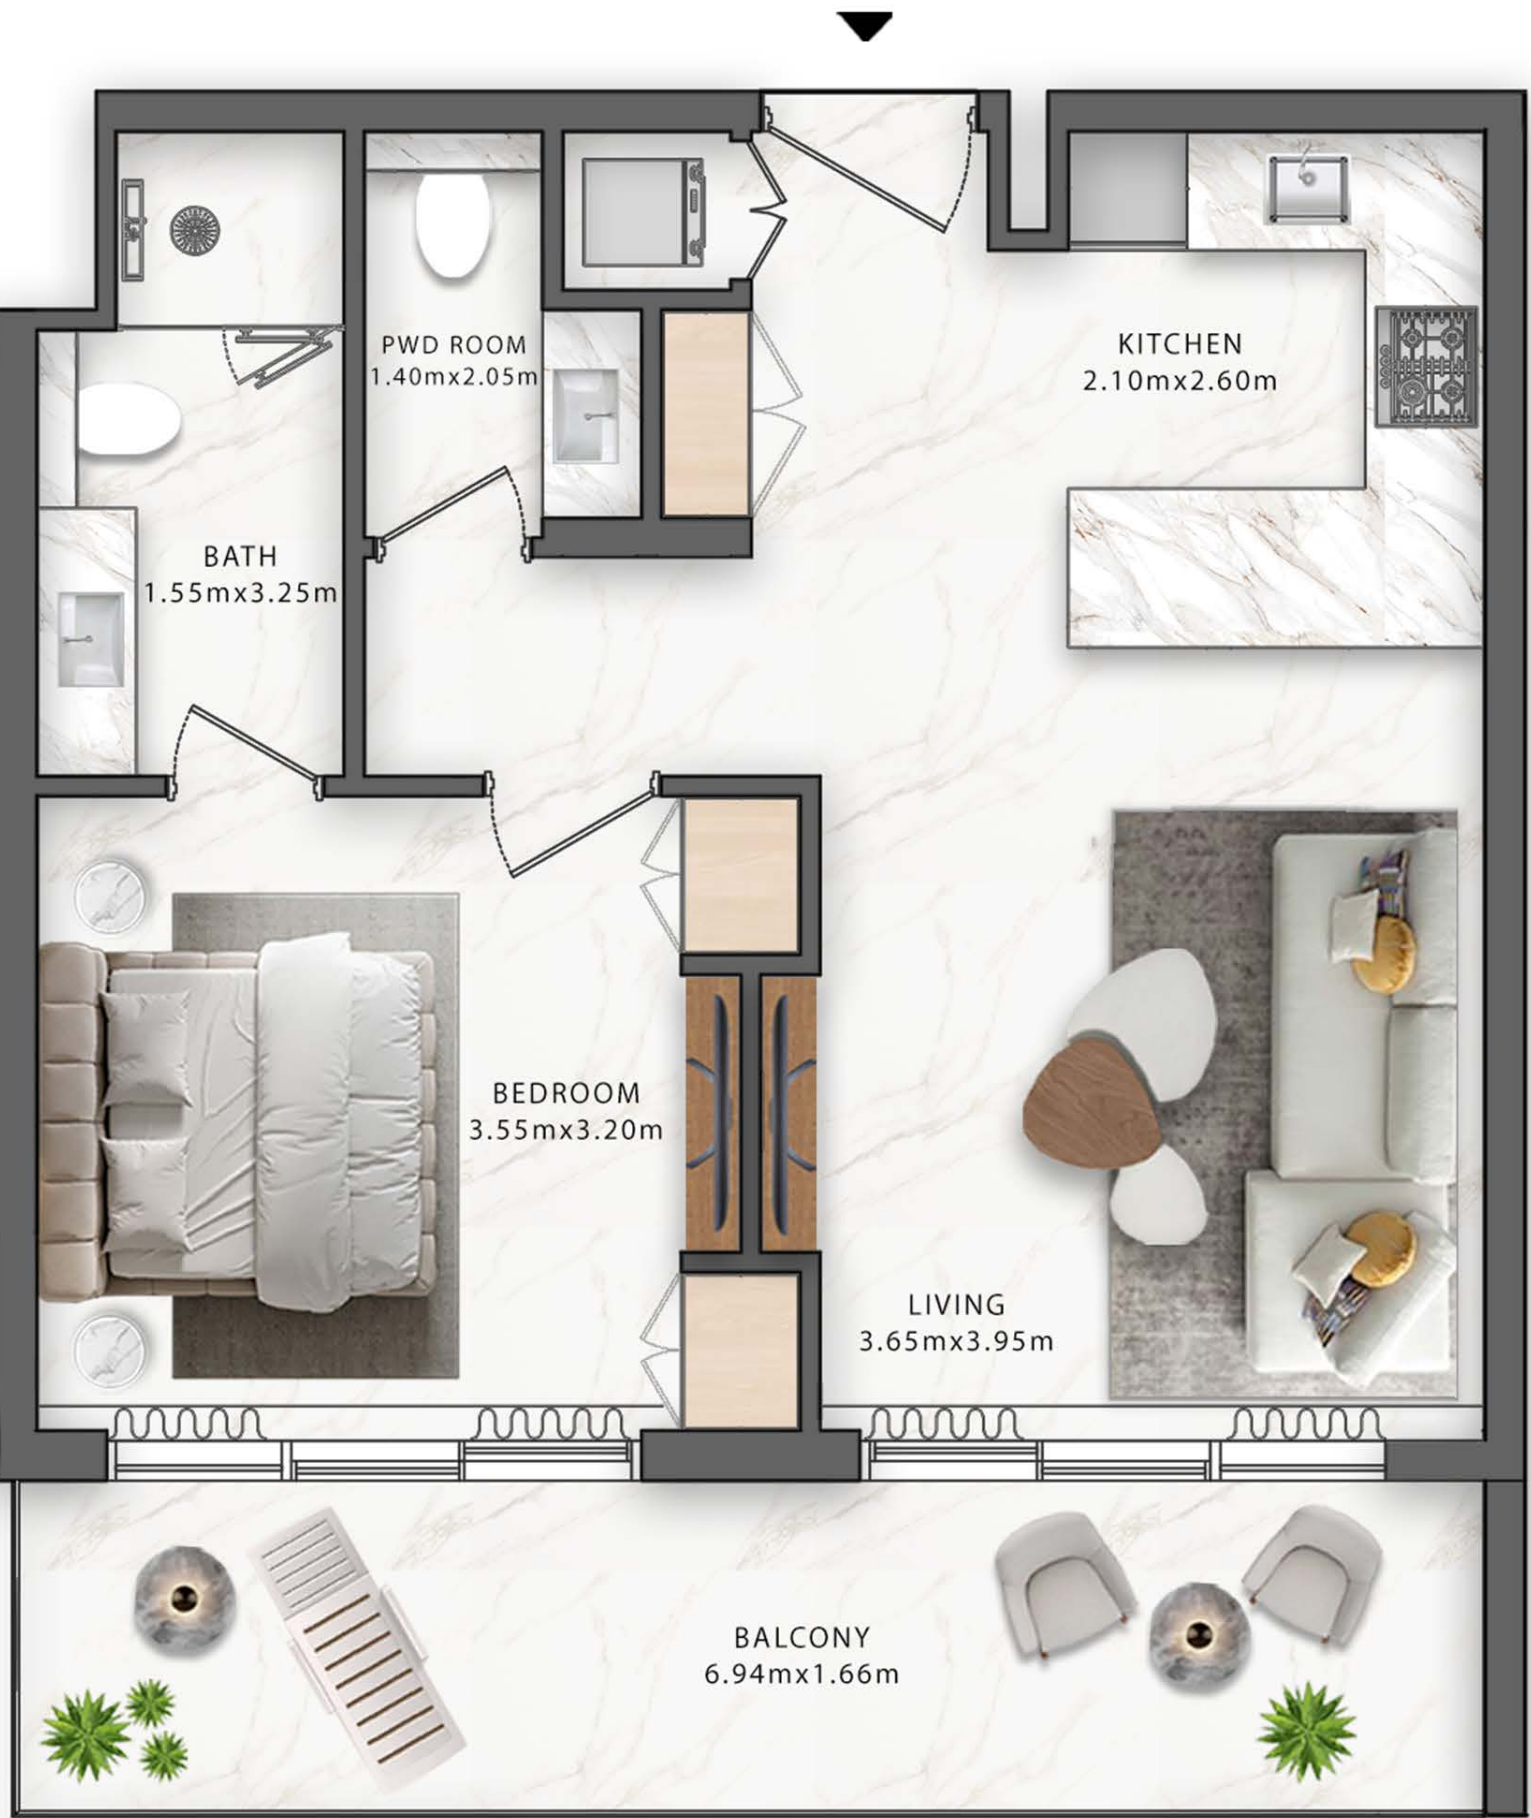 PWD ROOM
1.40mx2.05m
KITCHEN
2.10mx2.60m
BATH
1.55mx3.25m
BEDROOM
3.55mx3.20m
LIVING
3.65mx3.95m
BALCONY
6.94mx1.66m